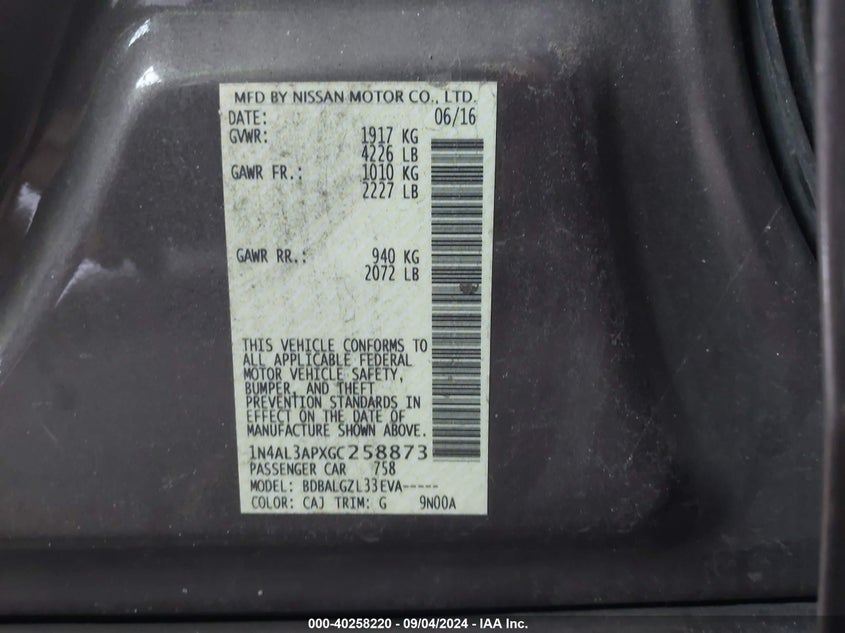 MFD BY NISSAN MOTOR CO., LTD.
DATE: 06/16
GVWR: 1917 KG
4226 LB
GAWR FR.: 1010 KG
2227 LB
GAWR RR.: 940 KG
2072 LB
THIS VEHICLE CONFORMS TO
ALL APPLICABLE FEDERAL
MOTOR VEHICLE SAFETY,
BUMPER, AND THEFT
PREVENTION STANDARDS IN
EFFECT ON THE DATE OF
MANUFACTURE SHOWN ABOVE.
1N4AL3APXGC258873
PASSENGER CAR 758
MODEL: BDBALGZL33EVA-----
COLOR: CAJ TRIM: G 9N00A
000-40258220 - 09/04/2024 - IAA Inc.